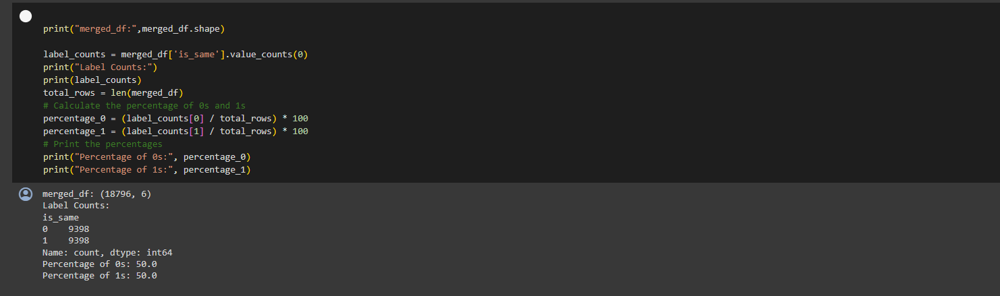 print("merged_df:",merged_df.shape)
label_counts = merged_df['is_same'].value_counts(0)
print("Label Counts:")
print(label_counts)
total_rows = len(merged_df)
# Calculate the percentage of 0s and 1s
percentage_0 = (label_counts[0] / total_rows) * 100
percentage_1 = (label_counts[1] / total_rows) * 100
# Print the percentages
print("Percentage of 0s:", percentage_0)
print("Percentage of 1s:", percentage_1)
merged_df: (18796, 6)
Label Counts:
is_same
0    9398
1    9398
Name: count, dtype: int64
Percentage of 0s: 50.0
Percentage of 1s: 50.0